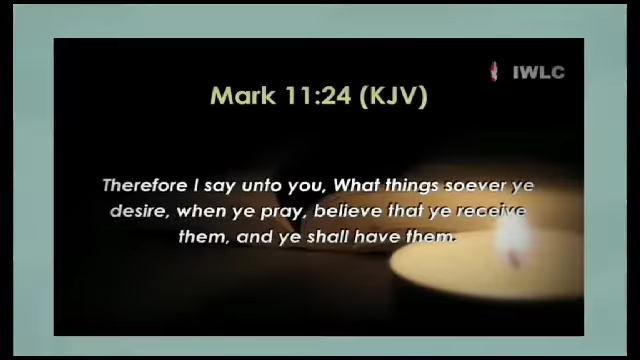 IWLC
Mark 11:24 (KJV)
Therefore I say unto you, What things soever ye
desire, when ye pray, believe that ye receive
them, and ye shall have them.